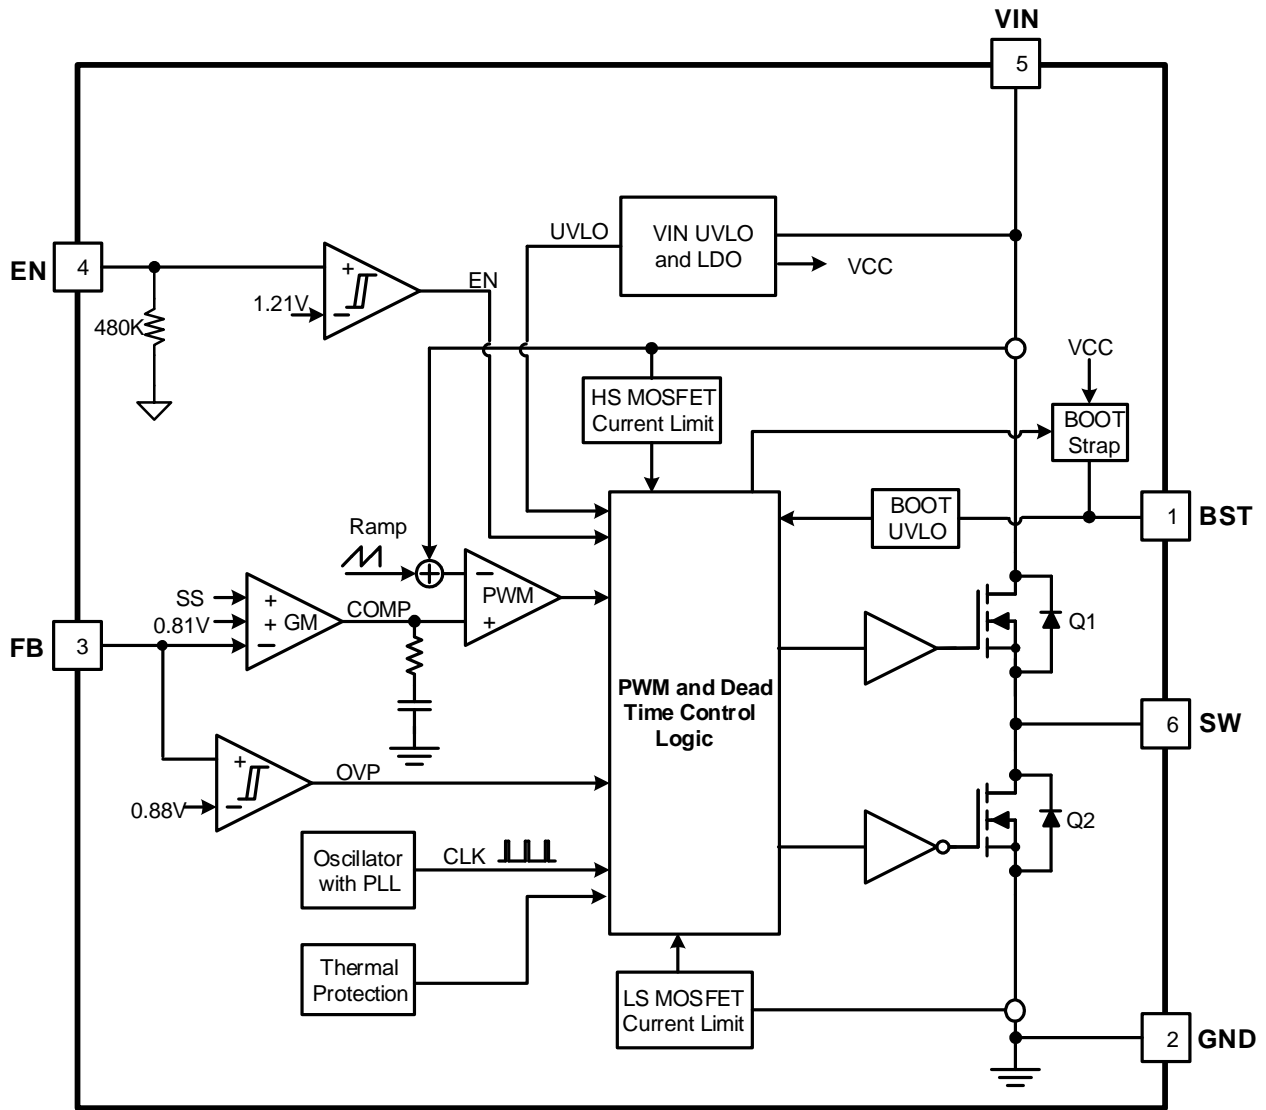 VIN
5
UVLO
VIN UVLO
and LDO
VCC
EN
4
+
−
EN
1.21V
480K
VCC
HS MOSFET
Current Limit
BOOT
Strap
BOOT
UVLO
1
BST
Ramp
+
−
PWM
+
SS
0.81V
+
+
GM
−
COMP
FB
3
Q1
PWM and Dead
Time Control
Logic
6
SW
+
−
OVP
0.88V
Q2
Oscillator
with PLL
CLK
Thermal
Protection
LS MOSFET
Current Limit
2
GND